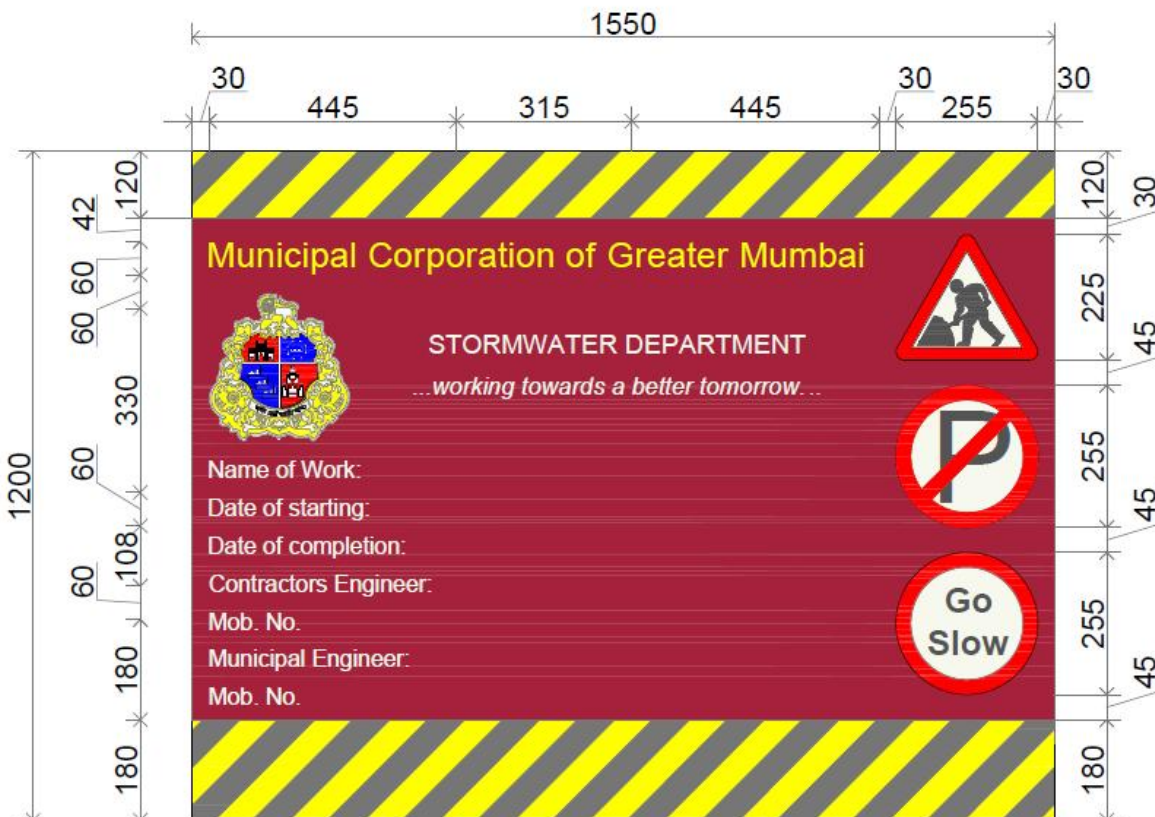 1550
30 30 30
445 315 445 255
120
42
60
60
330
60
108
60
180
180
1200
Municipal Corporation of Greater Mumbai
STORMWATER DEPARTMENT
...working towards a better tomorrow...
Name of Work:
Date of starting:
Date of completion:
Contractors Engineer:
Mob. No.
Municipal Engineer:
Mob. No.
P
Go
Slow
120
30
225
45
255
45
255
45
180